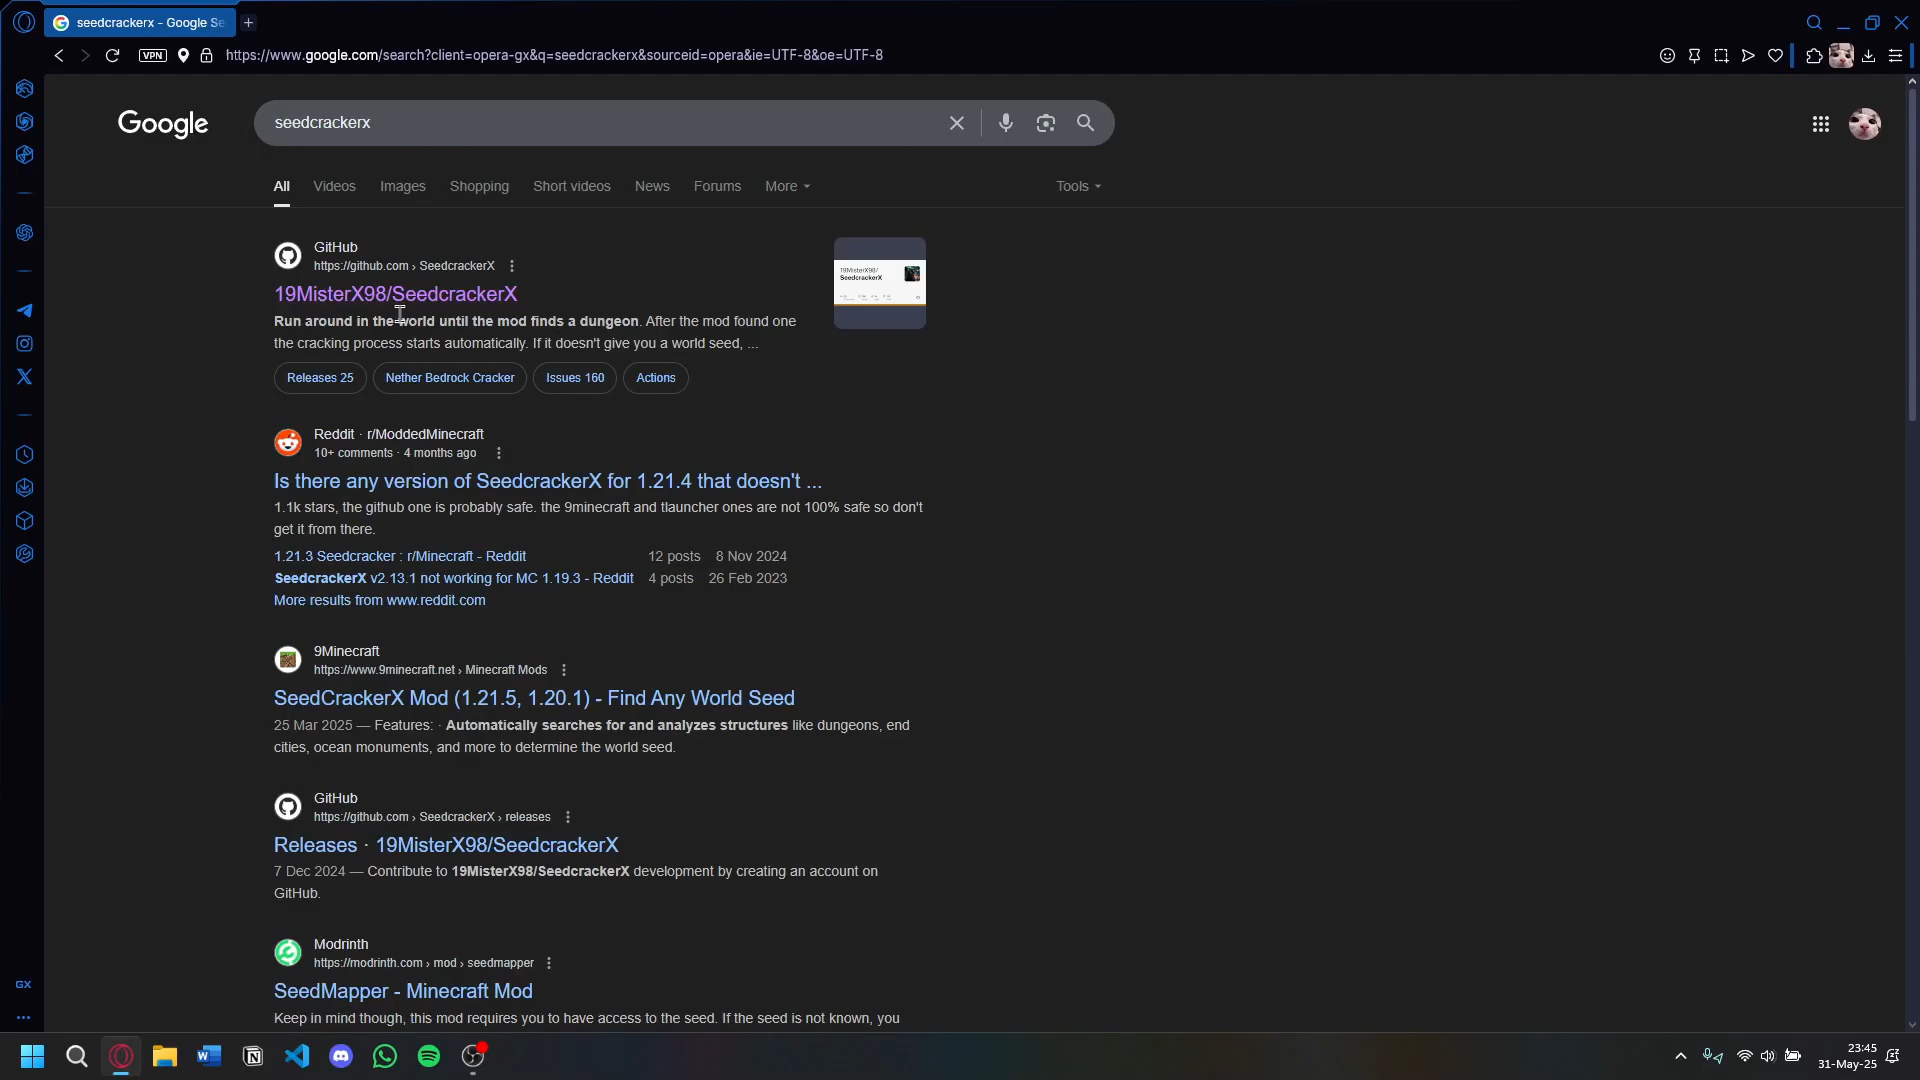 seedcrackerx - Google Se
VPN
https://www.google.com/search?client=opera-gx&q=seedcrackerx&sourceid=opera&ie=UTF-8&oe=UTF-8
Google
seedcrackerx
All
Videos
Images
Shopping
Short videos
News
Forums
More
Tools
GitHub
https://github.com › SeedcrackerX
19MisterX98/SeedcrackerX
Run around in the world until the mod finds a dungeon. After the mod found one
the cracking process starts automatically. If it doesn't give you a world seed, ...
19MisterX98/
SeedcrackerX
Releases 25
Nether Bedrock Cracker
Issues 160
Actions
Reddit · r/ModdedMinecraft
10+ comments · 4 months ago
Is there any version of SeedcrackerX for 1.21.4 that doesn't ...
1.1k stars, the github one is probably safe. the 9minecraft and tlauncher ones are not 100% safe so don't
get it from there.
1.21.3 Seedcracker : r/Minecraft - Reddit 12 posts 8 Nov 2024
SeedcrackerX v2.13.1 not working for MC 1.19.3 - Reddit 4 posts 26 Feb 2023
More results from www.reddit.com
9Minecraft
https://www.9minecraft.net › Minecraft Mods
SeedCrackerX Mod (1.21.5, 1.20.1) - Find Any World Seed
25 Mar 2025 — Features: · Automatically searches for and analyzes structures like dungeons, end
cities, ocean monuments, and more to determine the world seed.
GitHub
https://github.com › SeedcrackerX › releases
Releases · 19MisterX98/SeedcrackerX
7 Dec 2024 — Contribute to 19MisterX98/SeedcrackerX development by creating an account on
GitHub.
Modrinth
https://modrinth.com › mod › seedmapper
SeedMapper - Minecraft Mod
Keep in mind though, this mod requires you to have access to the seed. If the seed is not known, you
GX
23:45
31-May-25